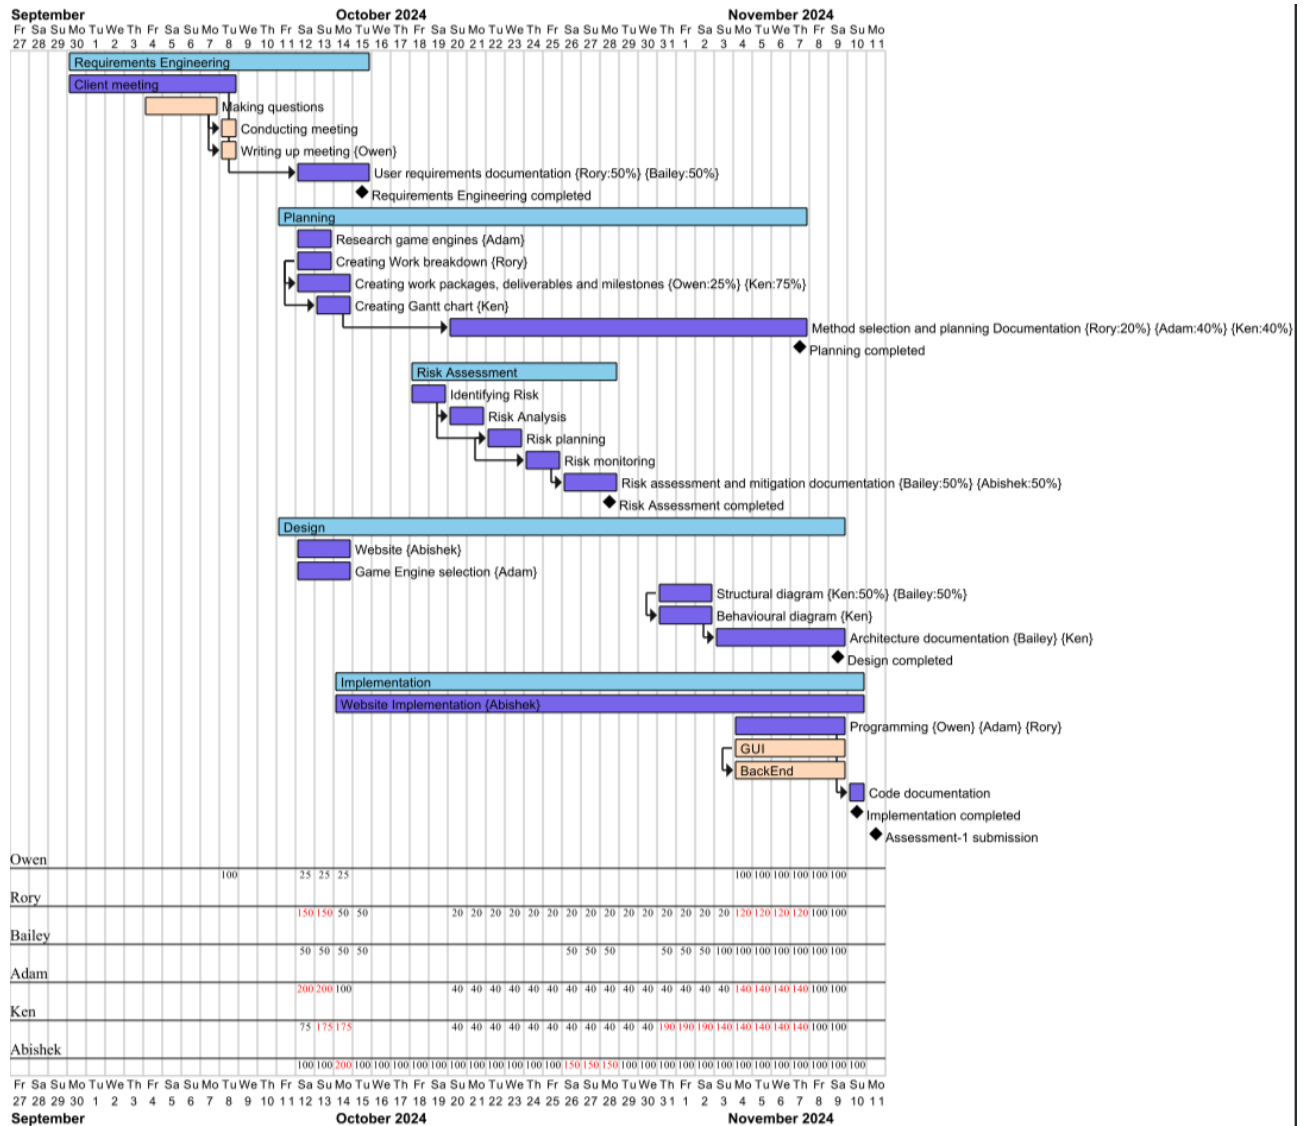 September October 2024 November 2024
Fr Sa Su Mo Tu We Th Fr Sa Su Mo Tu We Th Fr Sa Su Mo Tu We Th Fr Sa Su Mo Tu We Th Fr Sa Su Mo Tu We Th Fr Sa Su Mo Tu We Th Fr Sa Su Mo
27 28 29 30 1 2 3 4 5 6 7 8 9 10 11 12 13 14 15 16 17 18 19 20 21 22 23 24 25 26 27 28 29 30 31 1 2 3 4 5 6 7 8 9 10 11
Requirements Engineering
Client meeting
Making questions
Conducting meeting
Writing up meeting {Owen}
User requirements documentation {Rory:50%} {Bailey:50%}
Requirements Engineering completed
Planning
Research game engines {Adam}
Creating Work breakdown {Rory}
Creating work packages, deliverables and milestones {Owen:25%} {Ken:75%}
Creating Gantt chart {Ken}
Method selection and planning Documentation {Rory:20%} {Adam:40%} {Ken:40%}
Planning completed
Risk Assessment
Identifying Risk
Risk Analysis
Risk planning
Risk monitoring
Risk assessment and mitigation documentation {Bailey:50%} {Abishek:50%}
Risk Assessment completed
Design
Website {Abishek}
Game Engine selection {Adam}
Structural diagram {Ken:50%} {Bailey:50%}
Behavioural diagram {Ken}
Architecture documentation {Bailey} {Ken}
Design completed
Implementation
Website Implementation {Abishek}
Programming {Owen} {Adam} {Rory}
GUI
BackEnd
Code documentation
Implementation completed
Assessment-1 submission
Owen
100 25 25 25 100 100 100 100 100 100
Rory
150 150 50 50 20 20 20 20 20 20 20 20 20 20 20 20 20 20 20 120 120 120 120 100 100
Bailey
50 50 50 50 50 50 50 50 50 50 100 100 100 100 100 100 100
Adam
200 200 100 40 40 40 40 40 40 40 40 40 40 40 40 40 40 40 140 140 140 140 100 100
Ken
75 175 175 40 40 40 40 40 40 40 40 40 40 40 190 190 190 140 140 140 140 140 100 100
Abishek
100 100 200 100 100 100 100 100 100 100 100 100 100 100 150 150 150 100 100 100 100 100 100 100 100 100 100 100 100 100
Fr Sa Su Mo Tu We Th Fr Sa Su Mo Tu We Th Fr Sa Su Mo Tu We Th Fr Sa Su Mo Tu We Th Fr Sa Su Mo Tu We Th Fr Sa Su Mo Tu We Th Fr Sa Su Mo
27 28 29 30 1 2 3 4 5 6 7 8 9 10 11 12 13 14 15 16 17 18 19 20 21 22 23 24 25 26 27 28 29 30 31 1 2 3 4 5 6 7 8 9 10 11
September October 2024 November 2024